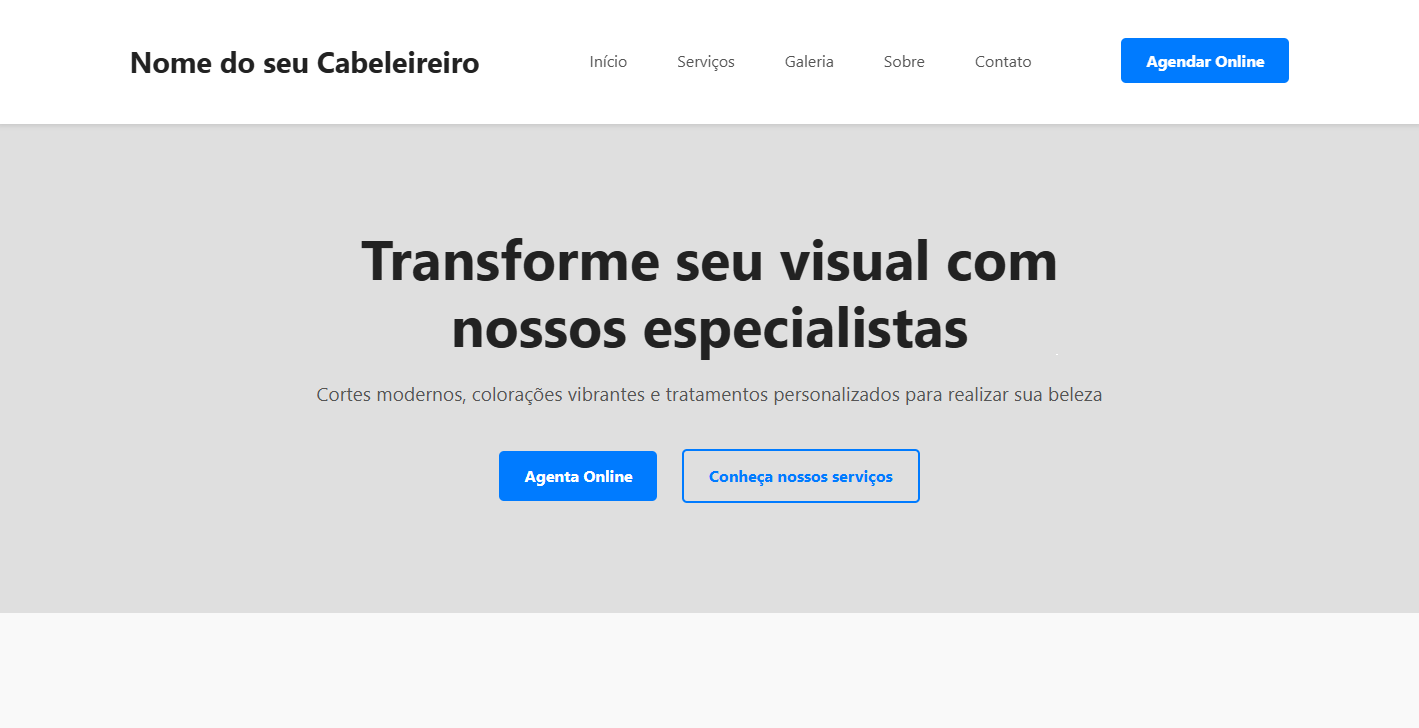 Nome do seu Cabeleireiro
Início
Serviços
Galeria
Sobre
Contato
Agendar Online
Transforme seu visual com
nossos especialistas
Cortes modernos, colorações vibrantes e tratamentos personalizados para realizar sua beleza
Agenta Online
Conheça nossos serviços